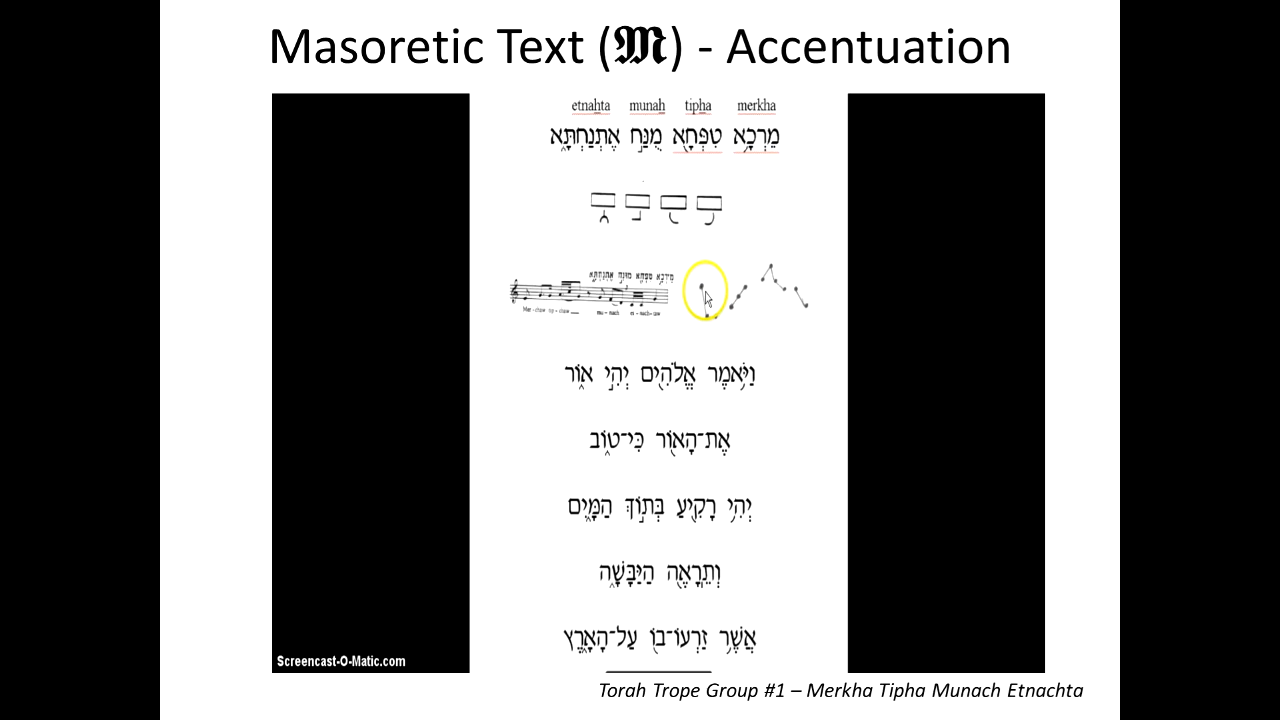 Masoretic Text (𝕸) - Accentuation
etnahta munah tipha merkha
מֵרְכָ֥א טִפְּחָ֖א מֻנַּ֣ח אֶתְנַחְתָּ֑א
מֵרְכָ֥א טִפְּחָ֖א מוּנַּ֣ח אֶתְנַחְתָּ֑א
וַיֹּ֥אמֶר אֱלֹהִ֖ים יְהִ֣י א֑וֹר
אֶת־הָא֖וֹר כִּי־ט֑וֹב
יְהִ֥י רָקִ֖יעַ בְּת֣וֹךְ הַמָּ֑יִם
וְתֵרָאֶ֖ה הַיַּבָּשָׁ֑ה
אֲשֶׁ֥ר זַרְעוֹ־ב֖וֹ עַל־הָאָ֑רֶץ
Screencast-O-Matic.com
Torah Trope Group #1 – Merkha Tipha Munach Etnachta